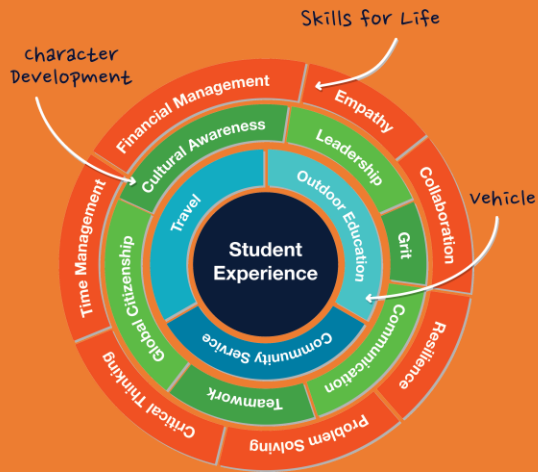 Skills for Life
Character
Development
Vehicle
Financial Management
Empathy
Collaboration
Resilience
Problem Solving
Critical Thinking
Time Management
Cultural Awareness
Leadership
Grit
Communication
Teamwork
Global Citizenship
Travel
Outdoor Education
Community Service
Student
Experience